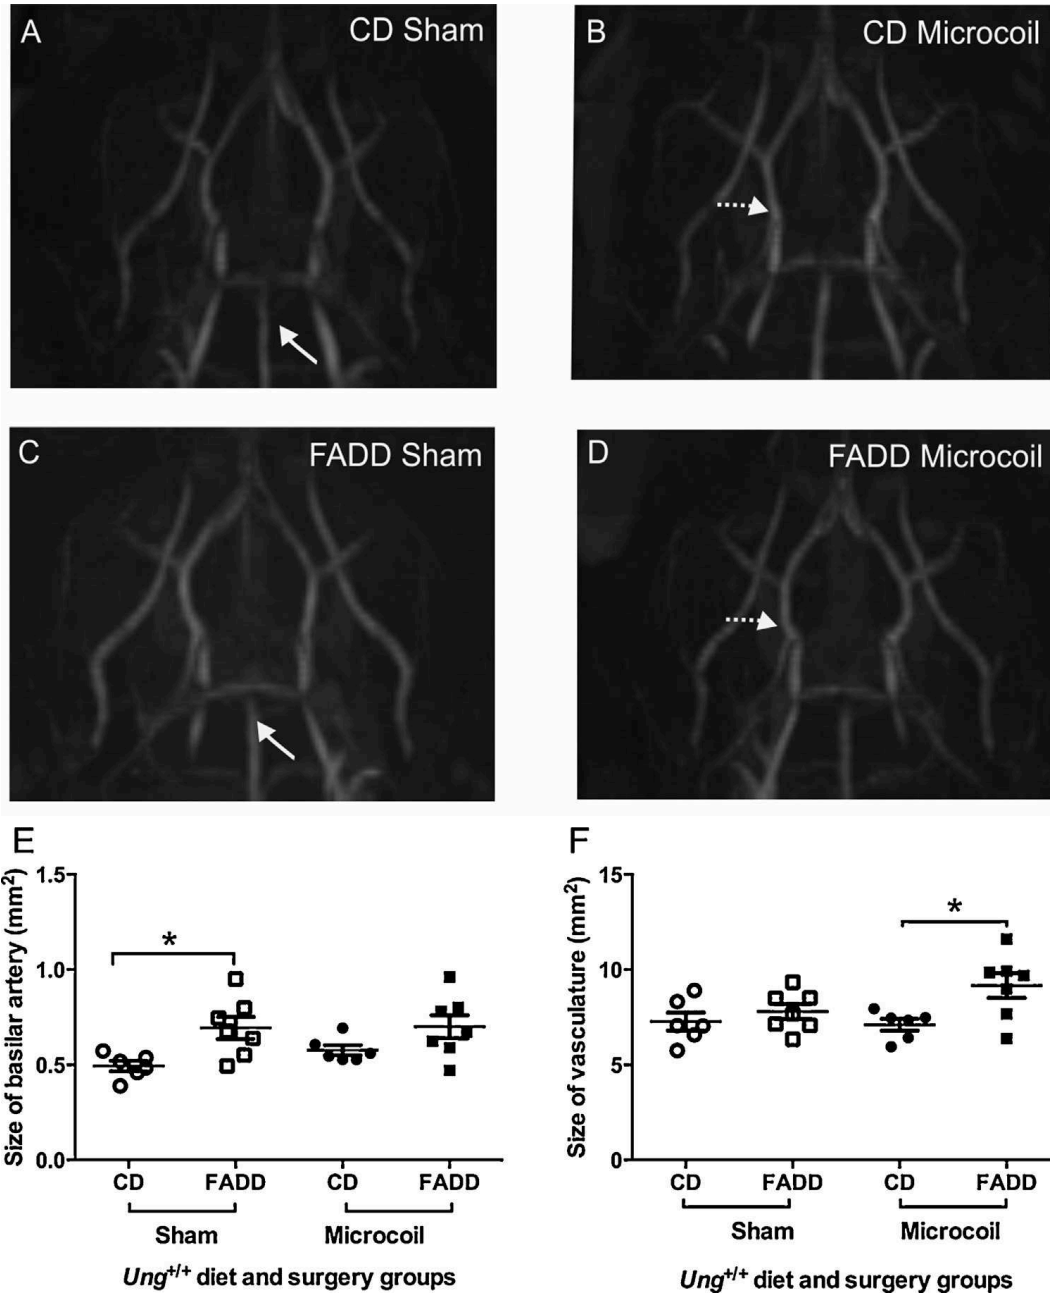 A
CD Sham
B
CD Microcoil
C
FADD Sham
D
FADD Microcoil
E
Size of basilar artery (mm²)
1.5
1.0
0.5
0.0
*
CD
FADD
CD
FADD
Sham
Microcoil
Ung+/+ diet and surgery groups
F
Size of vasculature (mm²)
15
10
5
0
*
CD
FADD
CD
FADD
Sham
Microcoil
Ung+/+ diet and surgery groups